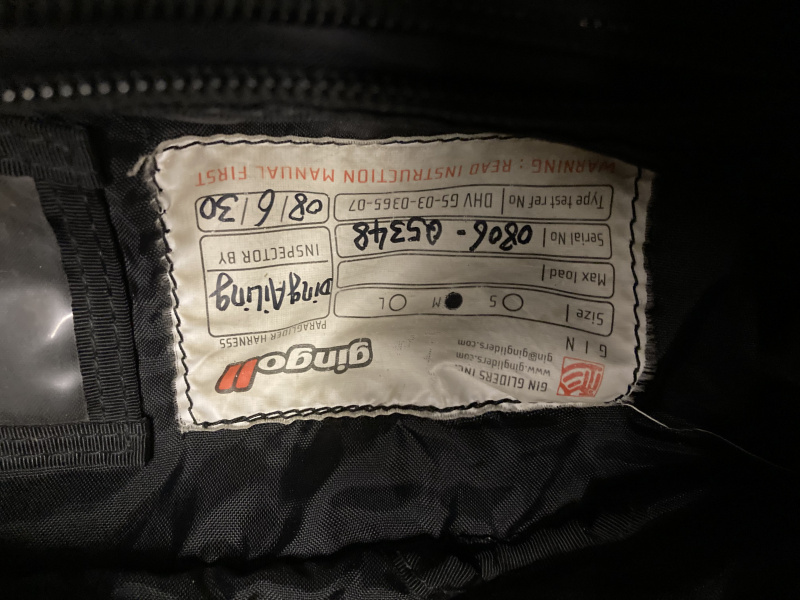 GIN GLIDERS INC.
www.gingliders.com
gin@gingliders.com
GIN
gingo II
PARAGLIDER HARNESS
Size | S M L
Max load |
Serial No | 0806-Q5348
Type test ref No | DHV GS-03-0365-07
DingAiling
INSPECTOR BY
08/6/30
WARNING : READ INSTRUCTION MANUAL FIRST